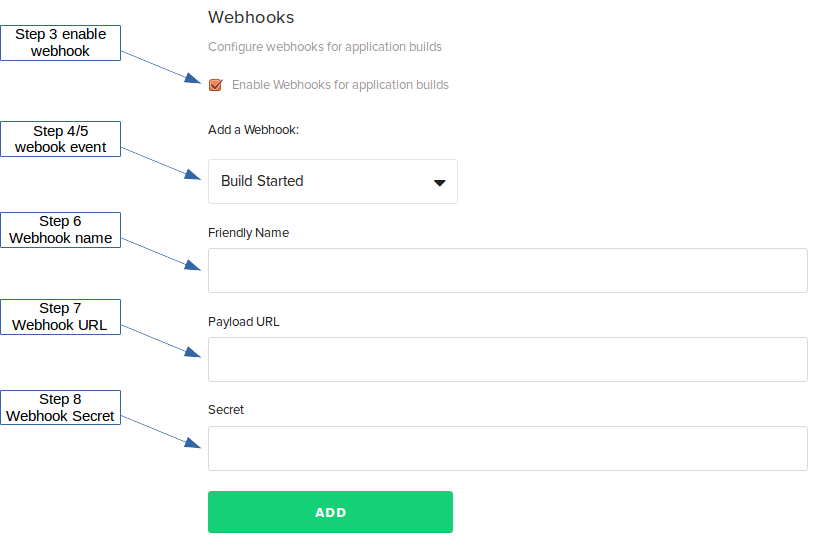 Webhooks
Step 3 enable
webhook
Configure webhooks for application builds
Enable Webhooks for application builds
Step 4/5
webook event
Add a Webhook:
Build Started
Step 6
Webhook name
Friendly Name
Step 7
Webhook URL
Payload URL
Step 8
Webhook Secret
Secret
ADD